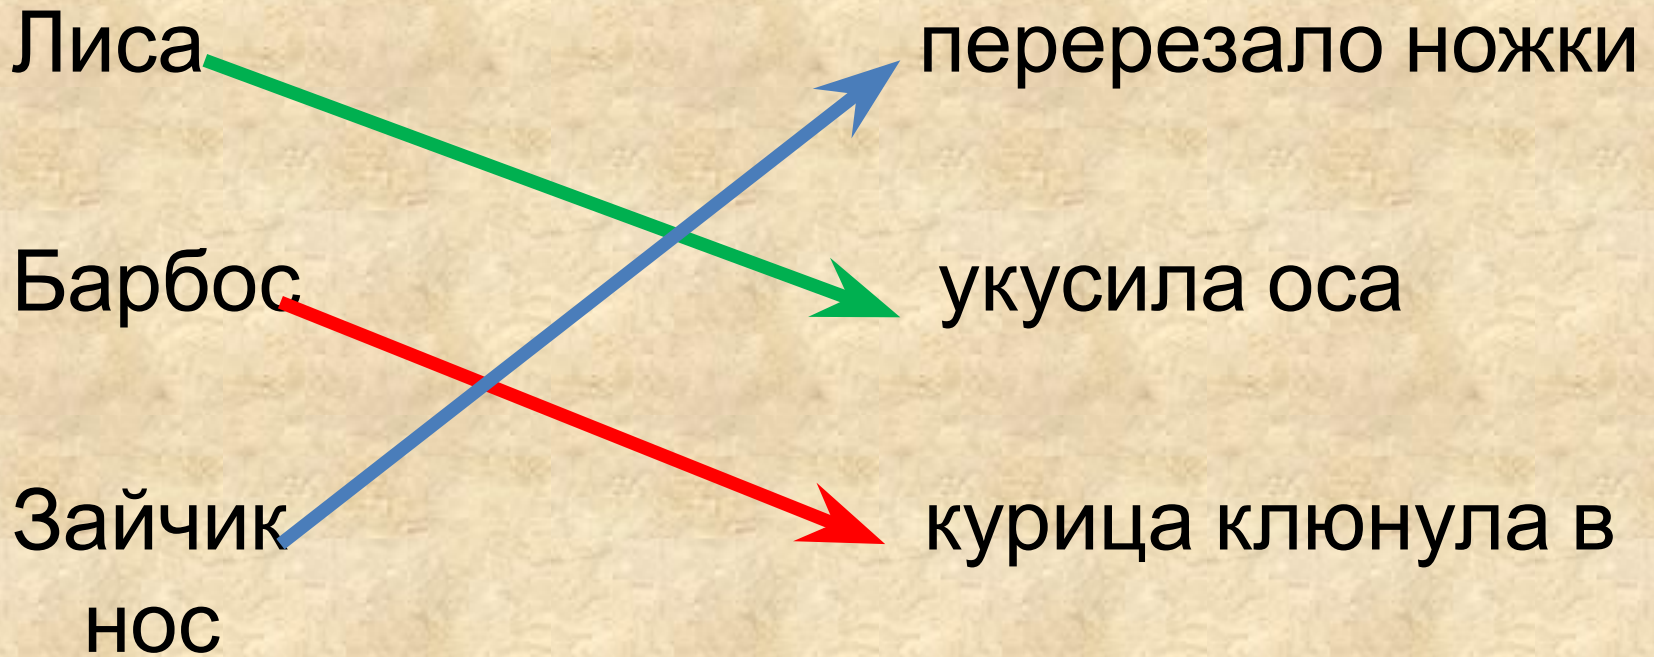 Лиса перерезало ножки
Барбос укусила оса
Зайчик курица клюнула в
нос